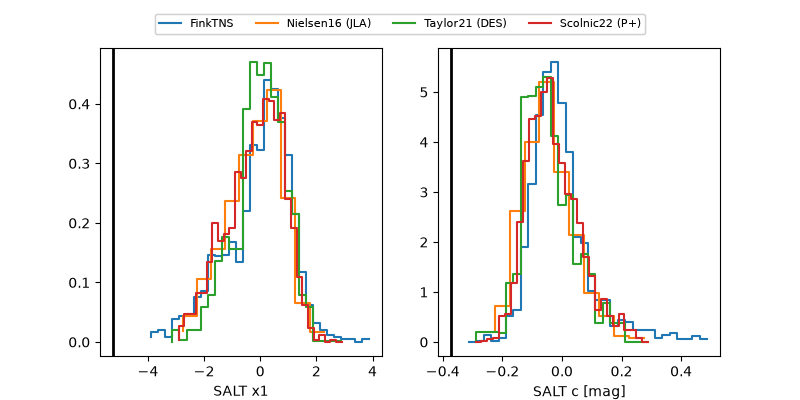 FinkTNS Nielsen16 (JLA) Taylor21 (DES) Scolnic22 (P+)
0.4
0.3
0.2
0.1
0.0
−4 −2 0 2 4
SALT x1
5
4
3
2
1
0
−0.4 −0.2 0.0 0.2 0.4
SALT c [mag]